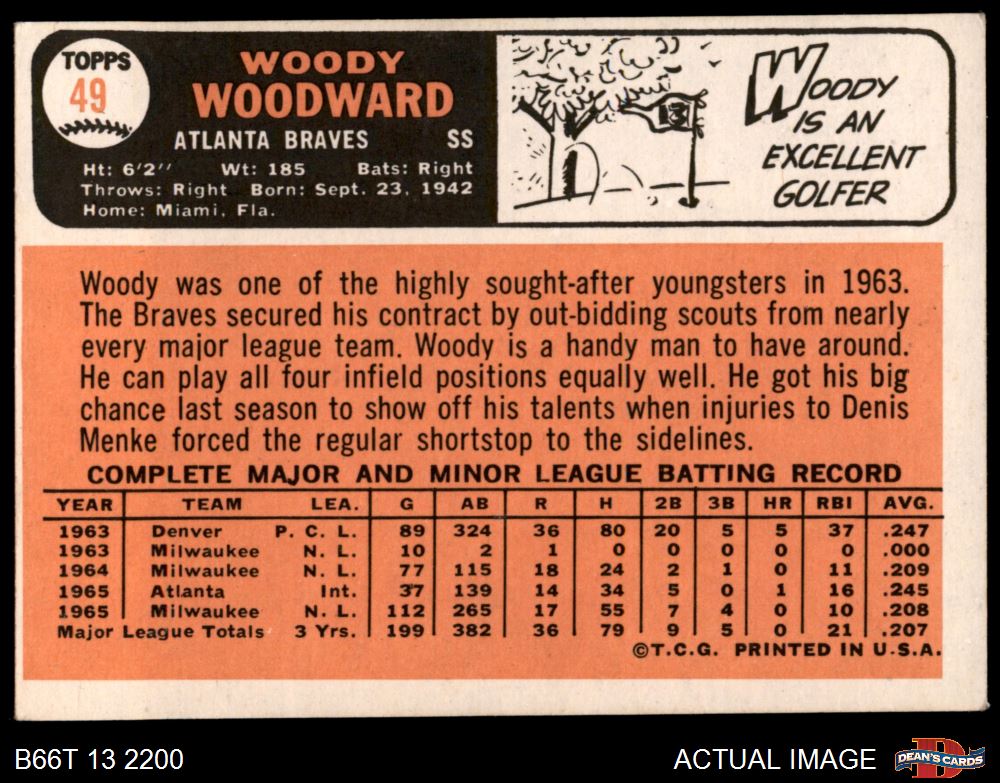 TOPPS
49
WOODY
WOODWARD
ATLANTA BRAVES SS
Ht: 6'2" Wt: 185 Bats: Right
Throws: Right Born: Sept. 23, 1942
Home: Miami, Fla.
13
WOODY
IS AN
EXCELLENT
GOLFER
Woody was one of the highly sought-after youngsters in 1963.
The Braves secured his contract by out-bidding scouts from nearly
every major league team. Woody is a handy man to have around.
He can play all four infield positions equally well. He got his big
chance last season to show off his talents when injuries to Denis
Menke forced the regular shortstop to the sidelines.
COMPLETE MAJOR AND MINOR LEAGUE BATTING RECORD
YEAR TEAM LEA. G AB R H 2B 3B HR RBI AVG.
1963 Denver P. C. L. 89 324 36 80 20 5 5 37 .247
1963 Milwaukee N. L. 10 2 1 0 0 0 0 0 .000
1964 Milwaukee N. L. 77 115 18 24 2 1 0 11 .209
1965 Atlanta Int. 37 139 14 34 5 0 1 16 .245
1965 Milwaukee N. L. 112 265 17 55 7 4 0 10 .208
Major League Totals 3 Yrs. 199 382 36 79 9 5 0 21 .207
©T.C.G. PRINTED IN U.S.A.
B66T 13 2200
ACTUAL IMAGE
D
DEAN'S CARDS